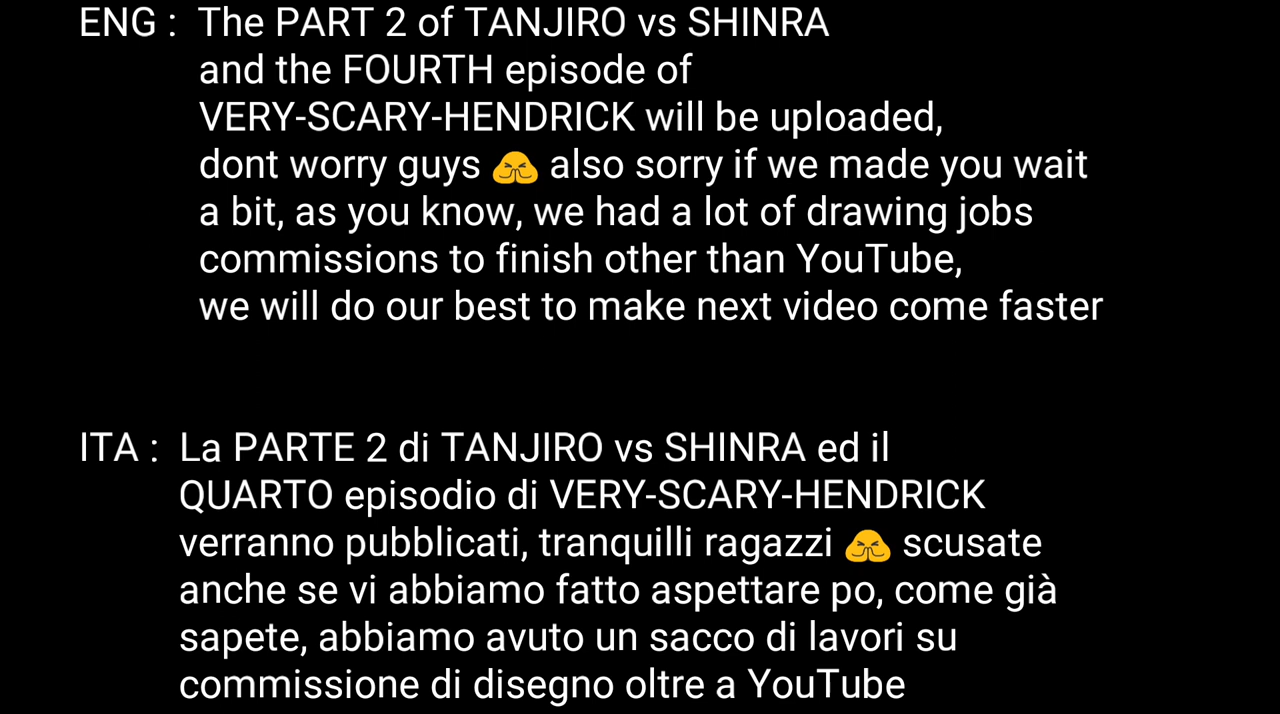 ENG : The PART 2 of TANJIRO vs SHINRA
and the FOURTH episode of
VERY-SCARY-HENDRICK will be uploaded,
dont worry guys 🙏 also sorry if we made you wait
a bit, as you know, we had a lot of drawing jobs
commissions to finish other than YouTube,
we will do our best to make next video come faster
ITA : La PARTE 2 di TANJIRO vs SHINRA ed il
QUARTO episodio di VERY-SCARY-HENDRICK
verranno pubblicati, tranquilli ragazzi 🙏 scusate
anche se vi abbiamo fatto aspettare po, come già
sapete, abbiamo avuto un sacco di lavori su
commissione di disegno oltre a YouTube